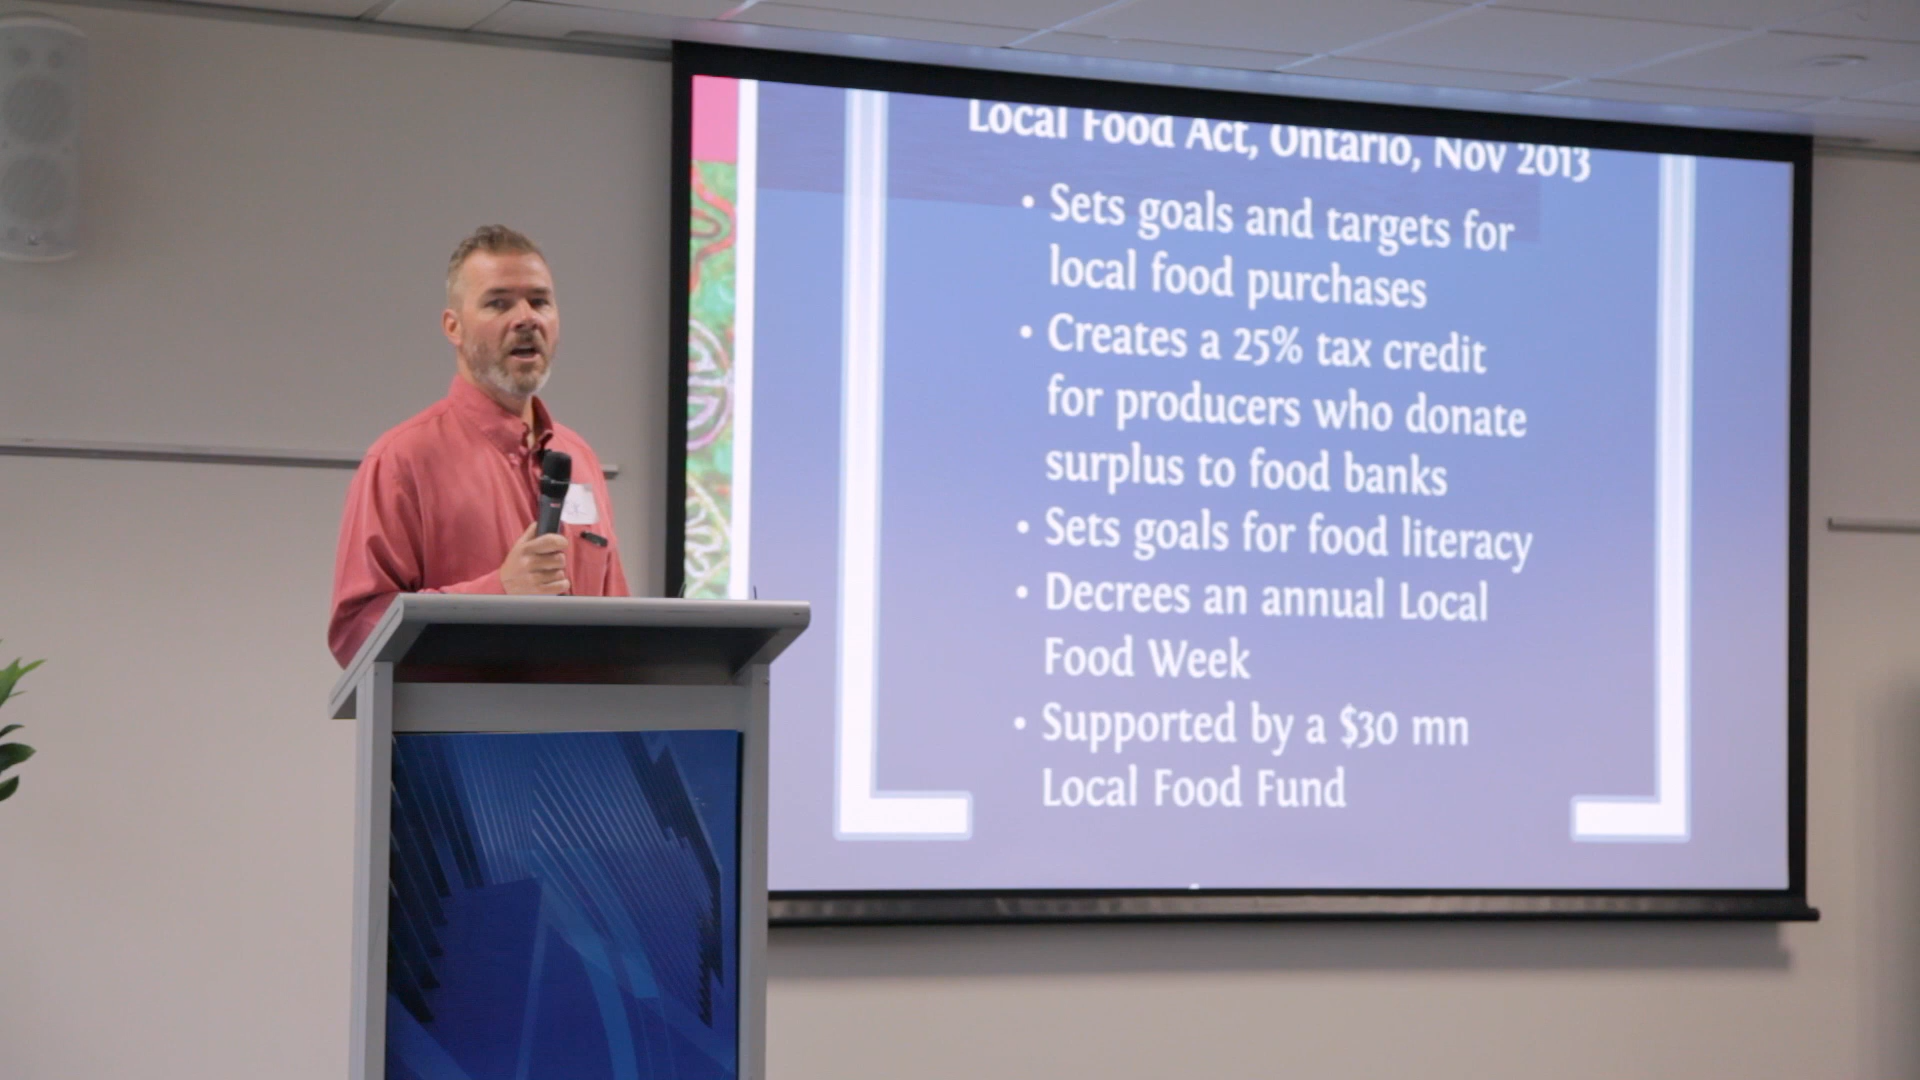 Local Food Act, Ontario, Nov 2013
• Sets goals and targets for
local food purchases
• Creates a 25% tax credit
for producers who donate
surplus to food banks
• Sets goals for food literacy
• Decrees an annual Local
Food Week
• Supported by a $30 mn
Local Food Fund